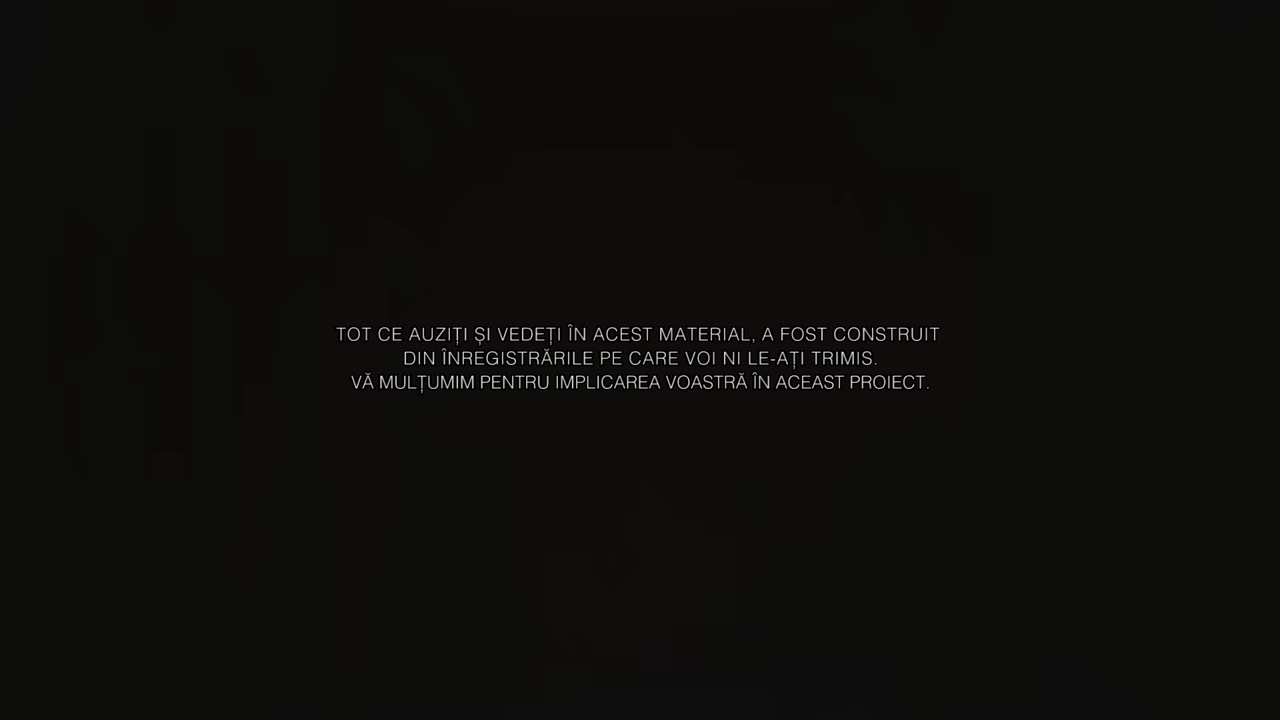 TOT CE AUZIȚI ȘI VEDEȚI ÎN ACEST MATERIAL, A FOST CONSTRUIT
DIN ÎNREGISTRĂRILE PE CARE VOI NI LE-AȚI TRIMIS.
VĂ MULȚUMIM PENTRU IMPLICAREA VOASTRĂ ÎN ACEAST PROIECT.